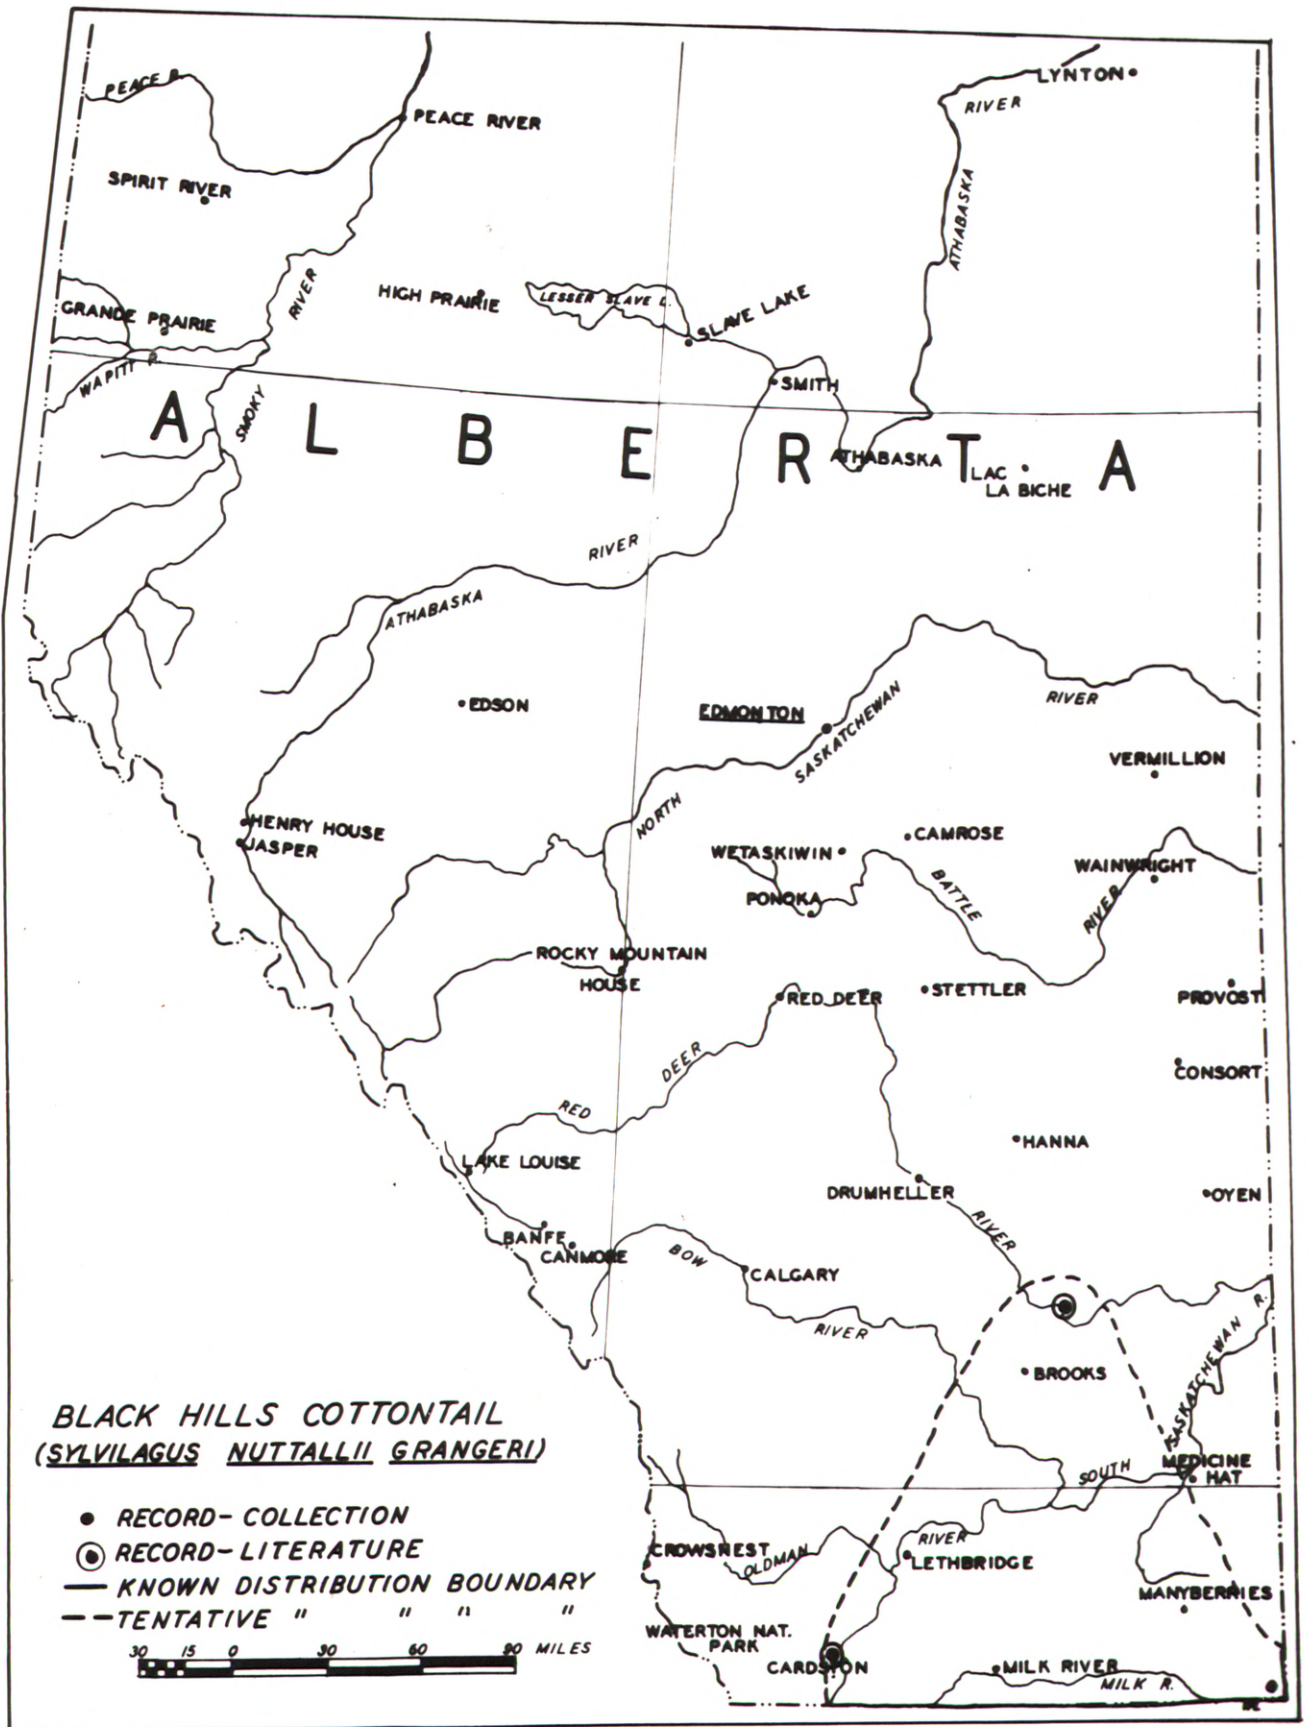 PEACE R.
LYNTON
RIVER
PEACE RIVER
SPIRIT RIVER
ATHABASKA
RIVER
HIGH PRAIRIE
LESSER SLAVE L.
SLAVE LAKE
GRANDE PRAIRIE
WAPITI R.
SMOKY
SMITH
ALBERTA
ATHABASKA
LAC
LA BICHE
RIVER
ATHABASKA
EDSON
EDMONTON
SASKATCHEWAN
RIVER
VERMILLION
NORTH
HENRY HOUSE
JASPER
CAMROSE
WETASKIWIN
WAINWRIGHT
PONOKA
BATTLE
RIVER
ROCKY MOUNTAIN
HOUSE
RED DEER
STETTLER
PROVOST
DEER
CONSORT
RED
HANNA
LAKE LOUISE
DRUMHELLER
OYEN
RIVER
BANFF
CANMORE
BOW
CALGARY
RIVER
SASKATCHEWAN R.
BROOKS
BLACK HILLS COTTONTAIL
(SYLVILAGUS NUTTALLII GRANGERI)
MEDICINE
HAT
SOUTH
RECORD-COLLECTION
RECORD-LITERATURE
KNOWN DISTRIBUTION BOUNDARY
TENTATIVE " " " "
30 15 0 30 60 90 MILES
CROWSNEST
OLDMAN
RIVER
LETHBRIDGE
MANYBERRIES
WATERTON NAT.
PARK
CARDSTON
MILK RIVER
MILK R.